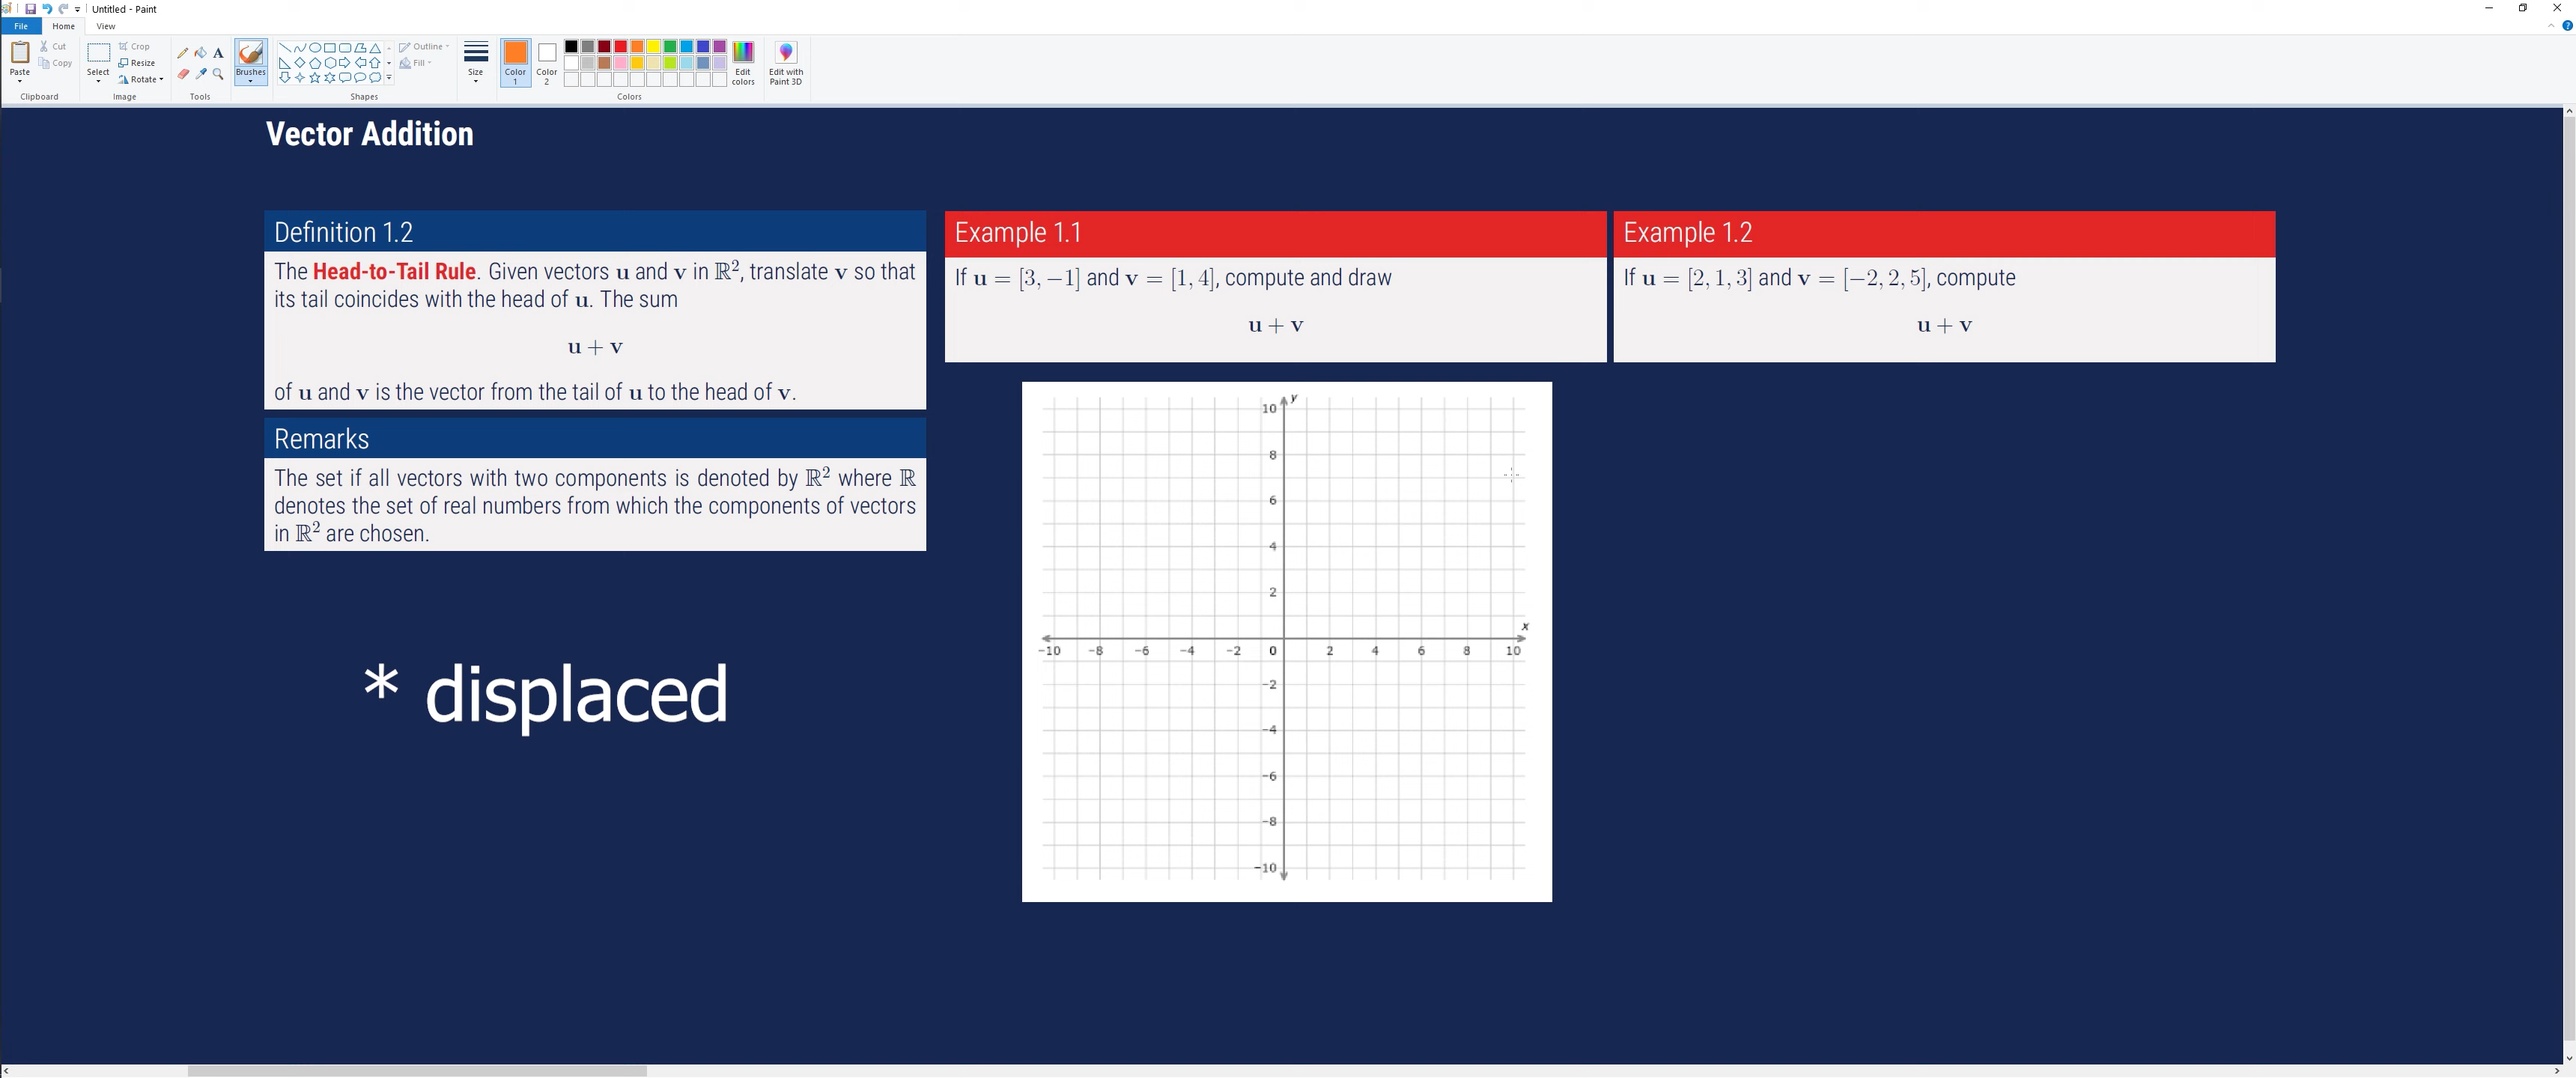 Untitled - Paint
File Home View
Paste
Cut
Copy
Clipboard
Select
Crop
Resize
Rotate
Image
Tools
Brushes
Shapes
Outline
Fill
Size
Color 1
Color 2
Colors
Edit colors
Edit with Paint 3D
Vector Addition
Definition 1.2
The Head-to-Tail Rule. Given vectors u and v in ℝ², translate v so that
its tail coincides with the head of u. The sum
u + v
of u and v is the vector from the tail of u to the head of v.
Remarks
The set if all vectors with two components is denoted by ℝ² where ℝ
denotes the set of real numbers from which the components of vectors
in ℝ² are chosen.
* displaced
Example 1.1
If u = [3, −1] and v = [1, 4], compute and draw
u + v
y
10
8
6
4
2
x
-10 -8 -6 -4 -2 0 2 4 6 8 10
-2
-4
-6
-8
-10
Example 1.2
If u = [2, 1, 3] and v = [−2, 2, 5], compute
u + v